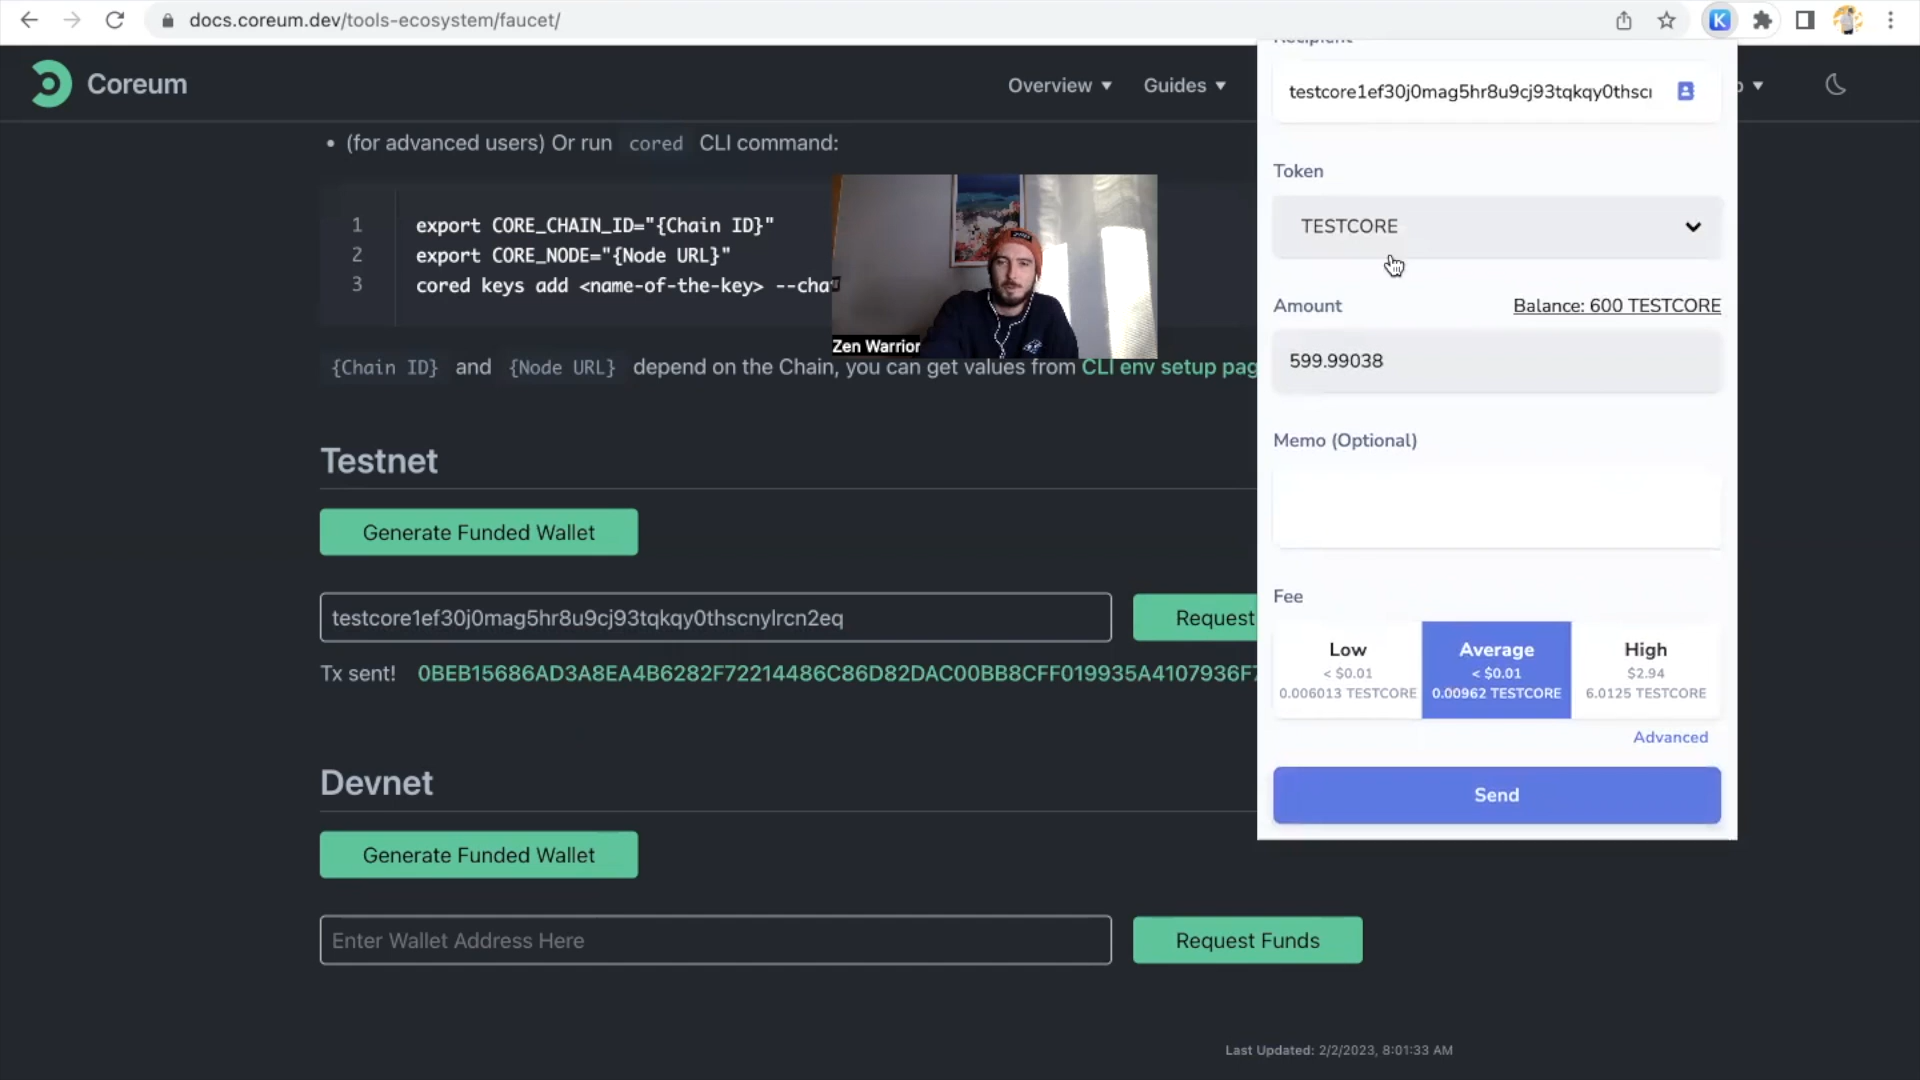 docs.coreum.dev/tools-ecosystem/faucet/
K
Coreum
Overview ▼
Guides ▼
• (for advanced users) Or run cored CLI command:
1 export CORE_CHAIN_ID="{Chain ID}"
2 export CORE_NODE="{Node URL}"
3 cored keys add <name-of-the-key> --cha
Zen Warrior
{Chain ID} and {Node URL} depend on the Chain, you can get values from CLI env setup pag
Testnet
Generate Funded Wallet
testcore1ef30j0mag5hr8u9cj93tqkqy0thscnylrcn2eq
Request
Tx sent! 0BEB15686AD3A8EA4B6282F72214486C86D82DAC00BB8CFF019935A4107936F7
Devnet
Generate Funded Wallet
Enter Wallet Address Here
Request Funds
Last Updated: 2/2/2023, 8:01:33 AM
Recipient
testcore1ef30j0mag5hr8u9cj93tqkqy0thscr
Token
TESTCORE
Amount
Balance: 600 TESTCORE
599.99038
Memo (Optional)
Fee
Low
< $0.01
0.006013 TESTCORE
Average
< $0.01
0.00962 TESTCORE
High
$2.94
6.0125 TESTCORE
Advanced
Send